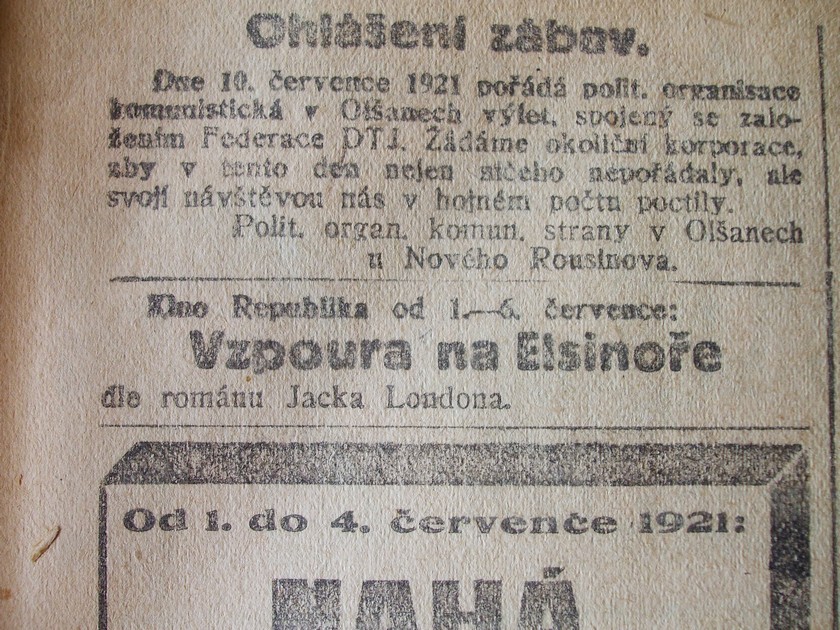 Ohlášení zábav.
Dne 10. července 1921 pořádá polit. organisace
komunistická v Olšanech výlet, spojený se zalo-
žením Federace DTJ. Žádáme okoliční korporace,
aby v tento den nejen ničeho nepořádaly, ale
svojí návštěvou nás v hojném počtu poctily.
Polit. organ. komun. strany v Olšanech
u Nového Rousinova.
Kino Republika od 1.—6. července:
Vzpoura na Elsinoře
dle románu Jacka Londona.
Od 1. do 4. července 1921:
NAHÁ